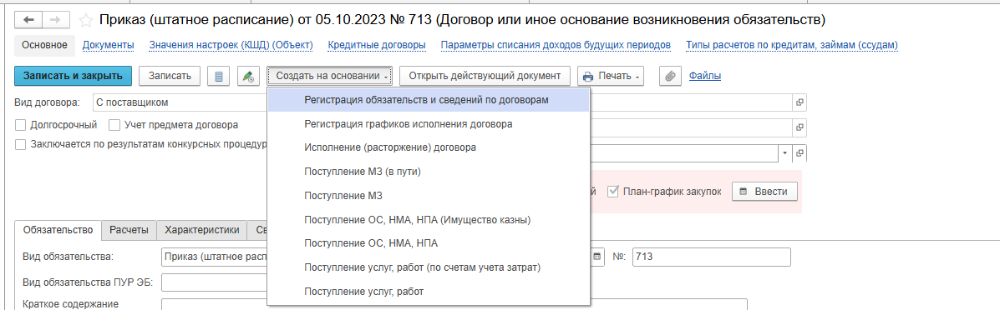 Приказ (штатное расписание) от 05.10.2023 № 713 (Договор или иное основание возникновения обязательств)
Основное Документы Значения настроек (КШД) (Объект) Кредитные договоры Параметры списания доходов будущих периодов Типы расчетов по кредитам, займам (ссудам)
Записать и закрыть Записать Создать на основании Открыть действующий документ Печать Файлы
Вид договора: С поставщиком
Регистрация обязательств и сведений по договорам
Долгосрочный Учет предмета договора
Регистрация графиков исполнения договора
Заключается по результатам конкурсных процедур
Исполнение (расторжение) договора
Поступление МЗ (в пути)
Поступление МЗ
й План-график закупок Ввести
Поступление ОС, НМА, НПА (Имущество казны)
Обязательство Расчеты Характеристики Св
Поступление ОС, НМА, НПА
Вид обязательства: Приказ (штатное расп №: 713
Поступление услуг, работ (по счетам учета затрат)
Вид обязательства ПУР ЭБ:
Поступление услуг, работ
Краткое содержание